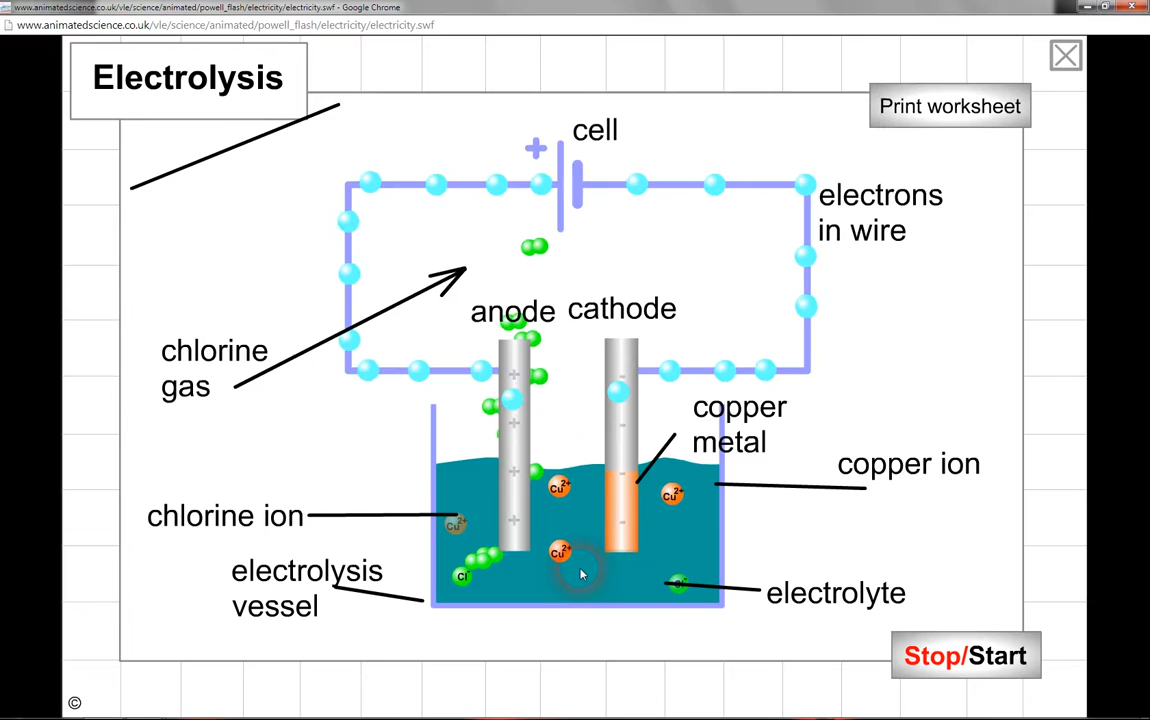 www.animatedscience.co.uk/vle/science/animated/powell_flash/electricity/electricity.swf - Google Chrome
www.animatedscience.co.uk/vle/science/animated/powell_flash/electricity/electricity.swf
Electrolysis
Print worksheet
+
cell
electrons
in wire
anode
cathode
chlorine
gas
copper
metal
copper ion
chlorine ion
electrolysis
vessel
electrolyte
Cu2+
Cu2+
Cu2+
Cu2+
Cl-
Cl-
Stop/Start
©